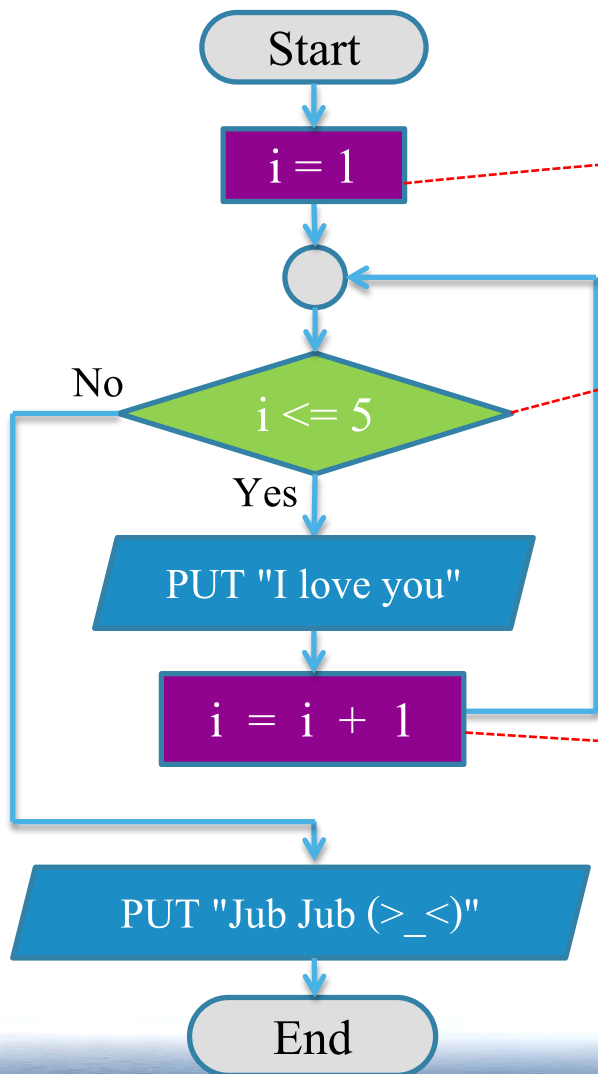 Start
i = 1
i <= 5
No
Yes
PUT "I love you"
i = i + 1
PUT "Jub Jub (>_<)"
End